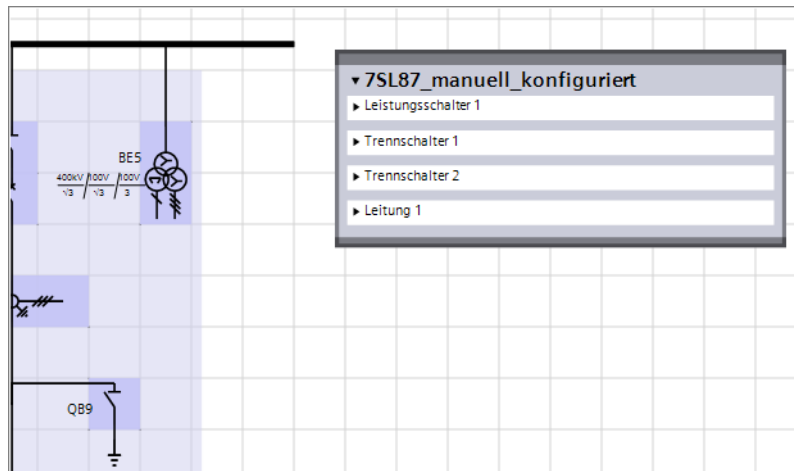 ▾ 7SL87_manuell_konfiguriert
▸ Leistungsschalter 1
▸ Trennschalter 1
▸ Trennschalter 2
▸ Leitung 1
BE5
400kV/√3 / 100V/√3 / 100V/3
QB9